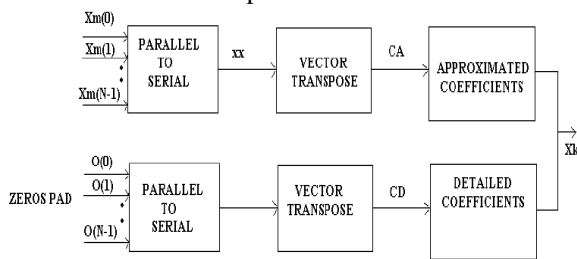 Xm(0)
Xm(1)
Xm(N-1)
PARALLEL
TO
SERIAL
xx
VECTOR
TRANSPOSE
CA
APPROXIMATED
COEFFICIENTS
ZEROS PAD
O(0)
O(1)
O(N-1)
PARALLEL
TO
SERIAL
VECTOR
TRANSPOSE
CD
DETAILED
COEFFICIENTS